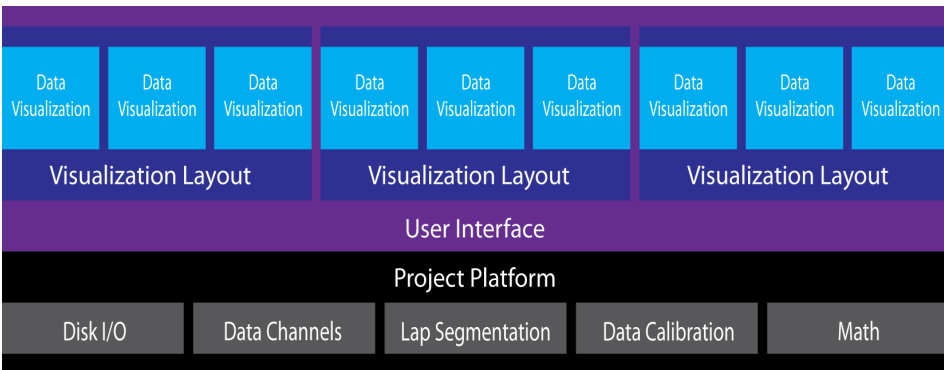 Data Data Data Data Data Data Data Data Data
Visualization Visualization Visualization Visualization Visualization Visualization Visualization Visualization Visualization
Visualization Layout Visualization Layout Visualization Layout
User Interface
Project Platform
Disk I/O Data Channels Lap Segmentation Data Calibration Math